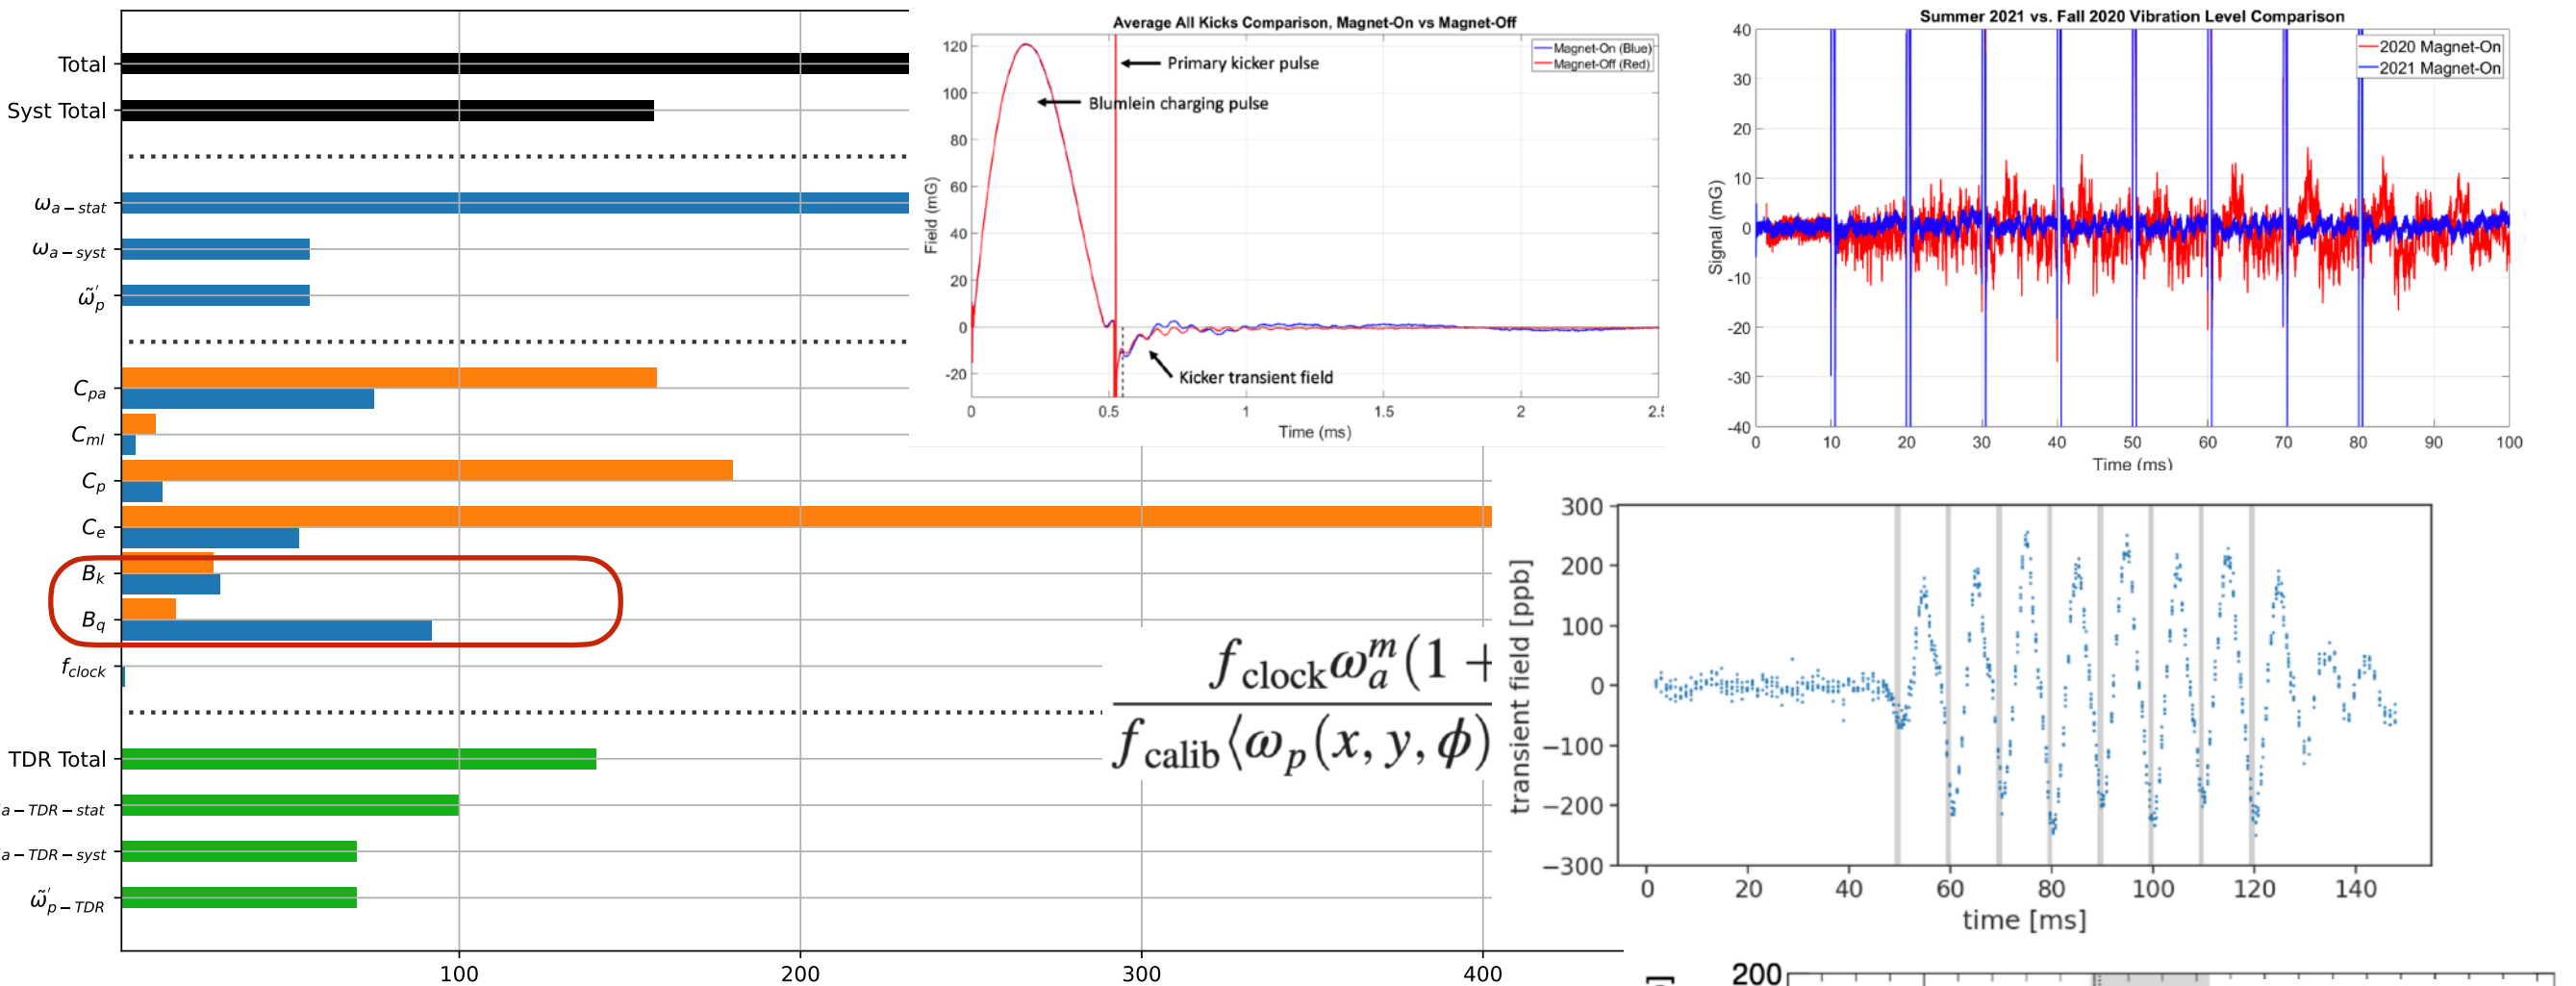 Total
Syst Total
ωa−stat
ωa−syst
ω̃′p
Cpa
Cml
Cp
Ce
Bk
Bq
fclock
TDR Total
a−TDR−stat
a−TDR−syst
ω̃′p−TDR
100 200 300 400
Average All Kicks Comparison, Magnet-On vs Magnet-Off
Magnet-On (Blue)
Magnet-Off (Red)
Primary kicker pulse
Blumlein charging pulse
Kicker transient field
Field (mG)
120
100
80
60
40
20
0
-20
0 0.5 1 1.5 2 2.5
Time (ms)
Summer 2021 vs. Fall 2020 Vibration Level Comparison
2020 Magnet-On
2021 Magnet-On
Signal (mG)
40
30
20
10
0
-10
-20
-30
-40
0 10 20 30 40 50 60 70 80 90 100
Time (ms)
fclock ωa^m (1 +
fcalib ⟨ωp(x, y, ϕ)
transient field [ppb]
300
200
100
0
−100
−200
−300
0 20 40 60 80 100 120 140
time [ms]
200